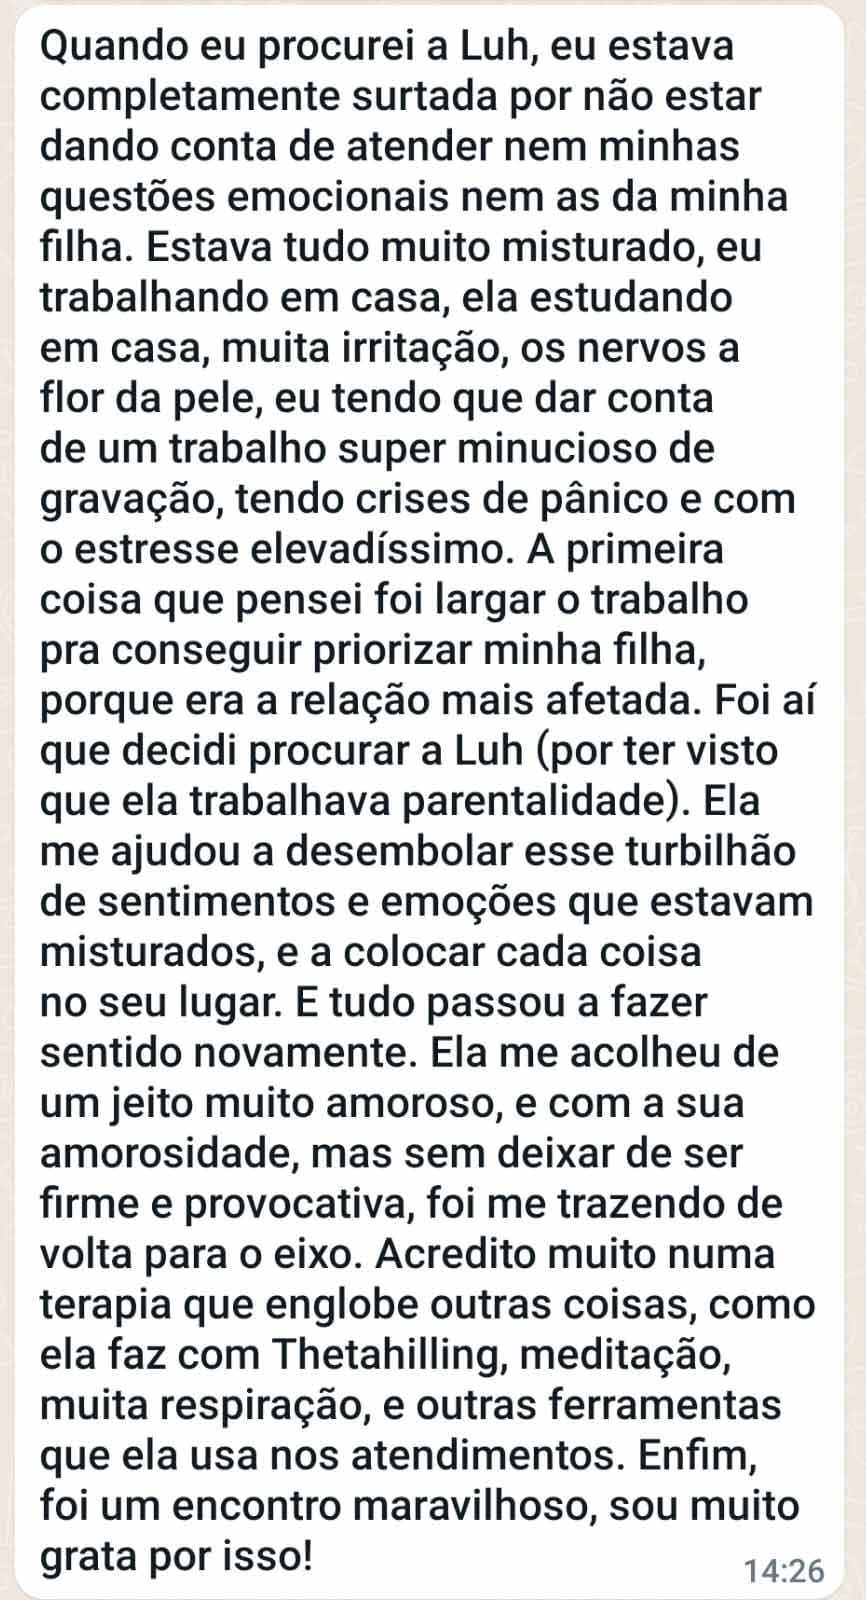 Quando eu procurei a Luh, eu estava
completamente surtada por não estar
dando conta de atender nem minhas
questões emocionais nem as da minha
filha. Estava tudo muito misturado, eu
trabalhando em casa, ela estudando
em casa, muita irritação, os nervos a
flor da pele, eu tendo que dar conta
de um trabalho super minucioso de
gravação, tendo crises de pânico e com
o estresse elevadíssimo. A primeira
coisa que pensei foi largar o trabalho
pra conseguir priorizar minha filha,
porque era a relação mais afetada. Foi aí
que decidi procurar a Luh (por ter visto
que ela trabalhava parentalidade). Ela
me ajudou a desembolar esse turbilhão
de sentimentos e emoções que estavam
misturados, e a colocar cada coisa
no seu lugar. E tudo passou a fazer
sentido novamente. Ela me acolheu de
um jeito muito amoroso, e com a sua
amorosidade, mas sem deixar de ser
firme e provocativa, foi me trazendo de
volta para o eixo. Acredito muito numa
terapia que englobe outras coisas, como
ela faz com Thetahilling, meditação,
muita respiração, e outras ferramentas
que ela usa nos atendimentos. Enfim,
foi um encontro maravilhoso, sou muito
grata por isso!
14:26